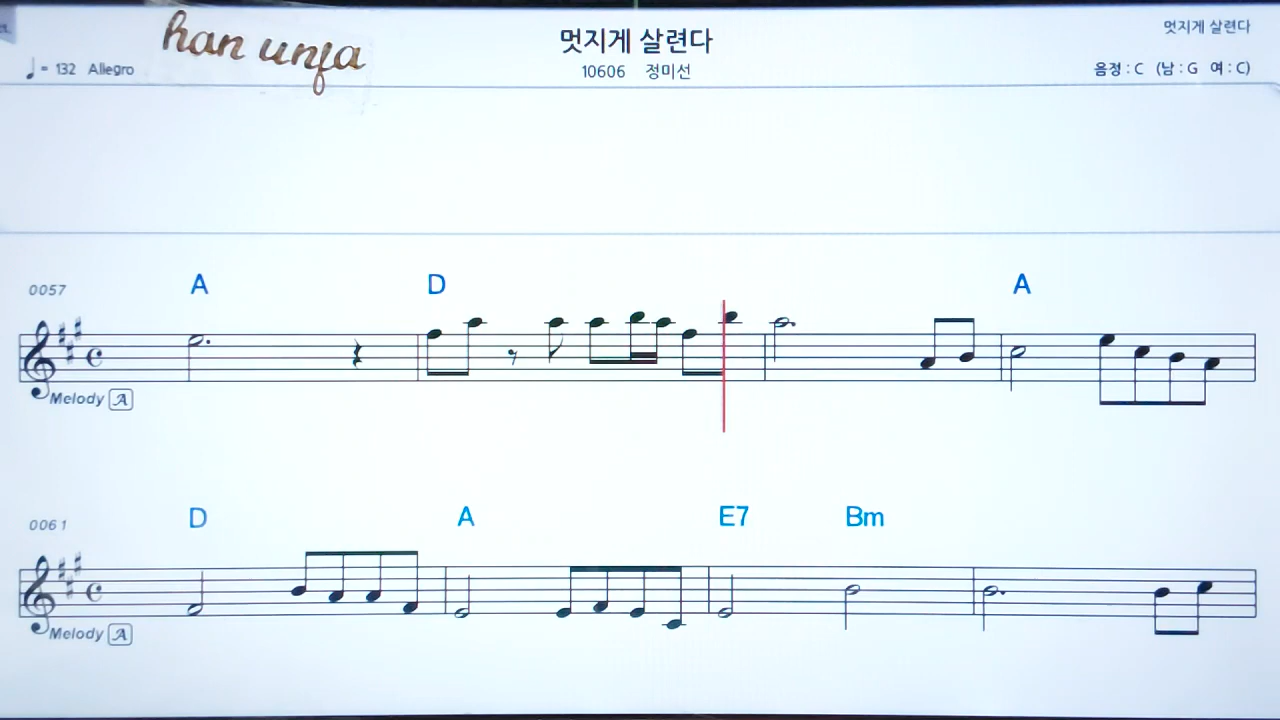 han unfa
멋지게 살련다
멋지게 살련다
♩= 132 Allegro
10606 정미선
음정 : C (남 : G 여 : C)
0057
A D A
Melody A
0061
D A E7 Bm
Melody A